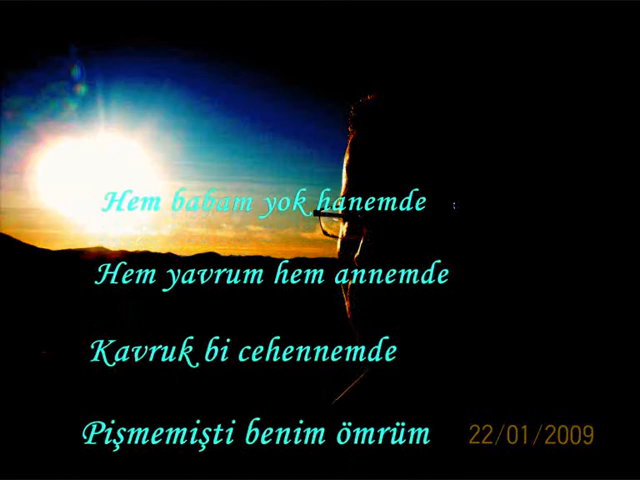 Hem babam yok hanemde
Hem yavrum hem annemde
Kavruk bi cehennemde
Pişmemişti benim ömrüm
22/01/2009